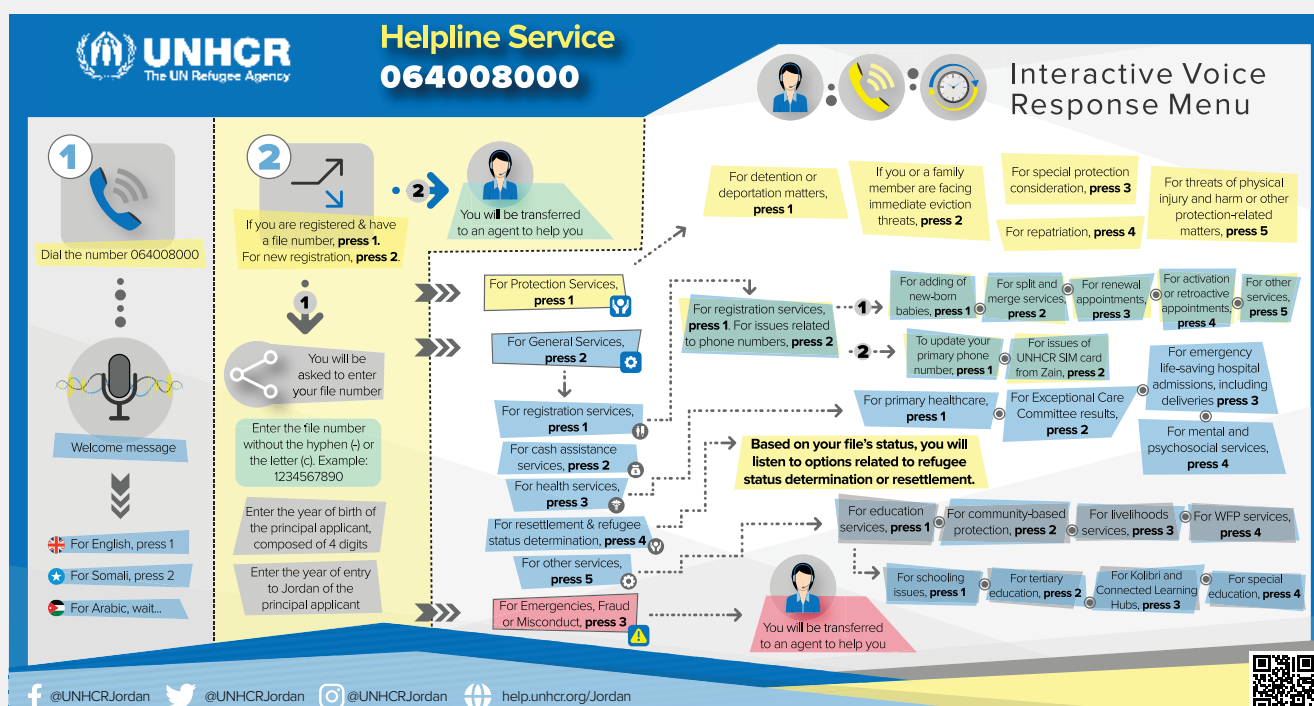 UNHCR
The UN Refugee Agency
Helpline Service
064008000
Interactive Voice
Response Menu
1
Dial the number 064008000
Welcome message
For English, press 1
For Somali, press 2
For Arabic, wait...
2
If you are registered & have
a file number, press 1.
For new registration, press 2.
2
You will be transferred
to an agent to help you
1
You will be
asked to enter
your file number
Enter the file number
without the hyphen (-) or
the letter (c). Example:
1234567890
Enter the year of birth of
the principal applicant,
composed of 4 digits
Enter the year of entry
to Jordan of the
principal applicant
For Protection Services,
press 1
For General Services,
press 2
For registration services,
press 1
For cash assistance
services, press 2
For health services,
press 3
For resettlement & refugee
status determination, press 4
For other services,
press 5
For Emergencies, Fraud
or Misconduct, press 3
For detention or
deportation matters,
press 1
If you or a family
member are facing
immediate eviction
threats, press 2
For special protection
consideration, press 3
For repatriation, press 4
For threats of physical
injury and harm or other
protection-related
matters, press 5
For registration services,
press 1. For issues related
to phone numbers, press 2
1
For adding of
new-born
babies, press 1
For split and
merge services,
press 2
For renewal
appointments,
press 3
For activation
or retroactive
appointments,
press 4
For other
services,
press 5
2
To update your
primary phone
number, press 1
For issues of
UNHCR SIM card
from Zain, press 2
For primary healthcare,
press 1
For Exceptional Care
Committee results,
press 2
For emergency
life-saving hospital
admissions, including
deliveries press 3
For mental and
psychosocial services,
press 4
Based on your file's status, you will
listen to options related to refugee
status determination or resettlement.
For education
services, press 1
For community-based
protection, press 2
For livelihoods
services, press 3
For WFP services,
press 4
For schooling
issues, press 1
For tertiary
education, press 2
For Kolibri and
Connected Learning
Hubs, press 3
For special
education, press 4
You will be transferred
to an agent to help you
@UNHCRJordan
@UNHCRJordan
@UNHCRJordan
help.unhcr.org/Jordan